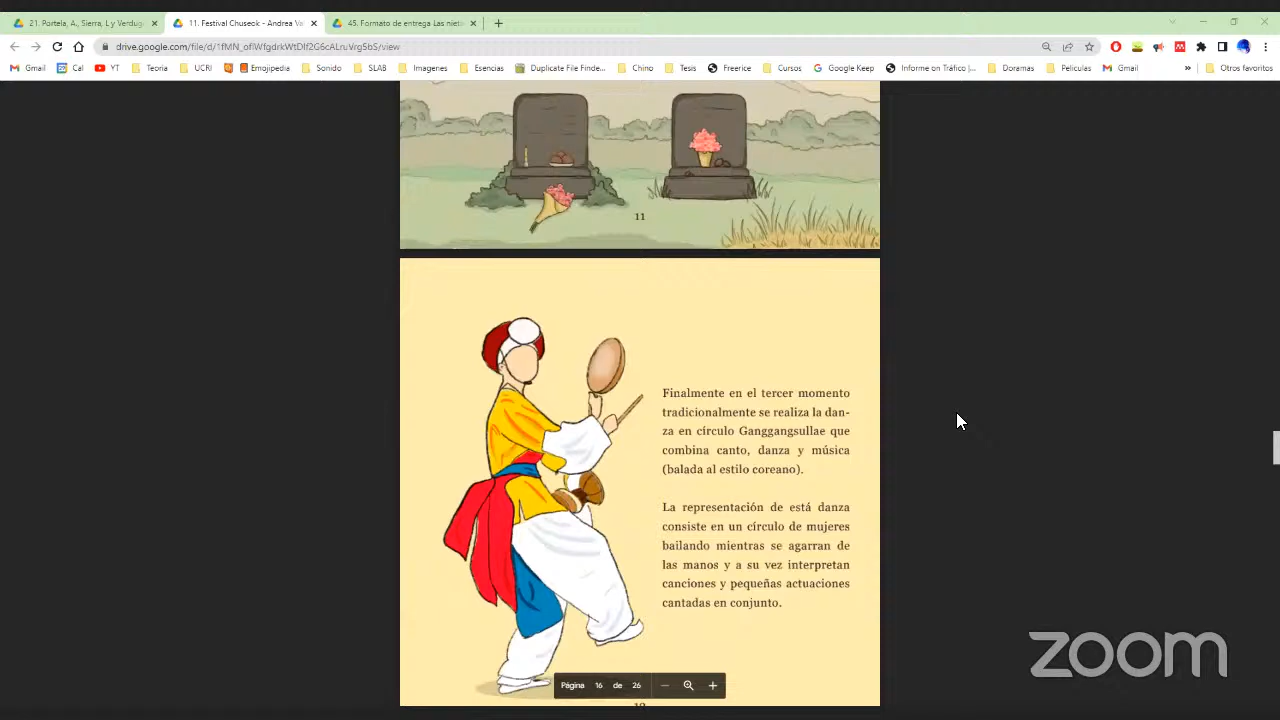 21. Portela, A., Sierra, L y Verdug
11. Festival Chuseok - Andrea Va
45. Formato de entrega Las niet
drive.google.com/file/d/1fMN_oflWfgdrkWtDlf2G6cALruVrgSbS/view
Gmail Cal YT Teoria UCRI Emojipedia Sonido SLAB Imagenes Esencias Duplicate File Finde... Chino Tesis Freerice Cursos Google Keep Informe on Tráfico |... Doramas Peliculas Gmail » Otros favoritos
11
Finalmente en el tercer momento
tradicionalmente se realiza la dan-
za en círculo Ganggangsullae que
combina canto, danza y música
(balada al estilo coreano).
La representación de está danza
consiste en un círculo de mujeres
bailando mientras se agarran de
las manos y a su vez interpretan
canciones y pequeñas actuaciones
cantadas en conjunto.
zoom
Página 16 de 26